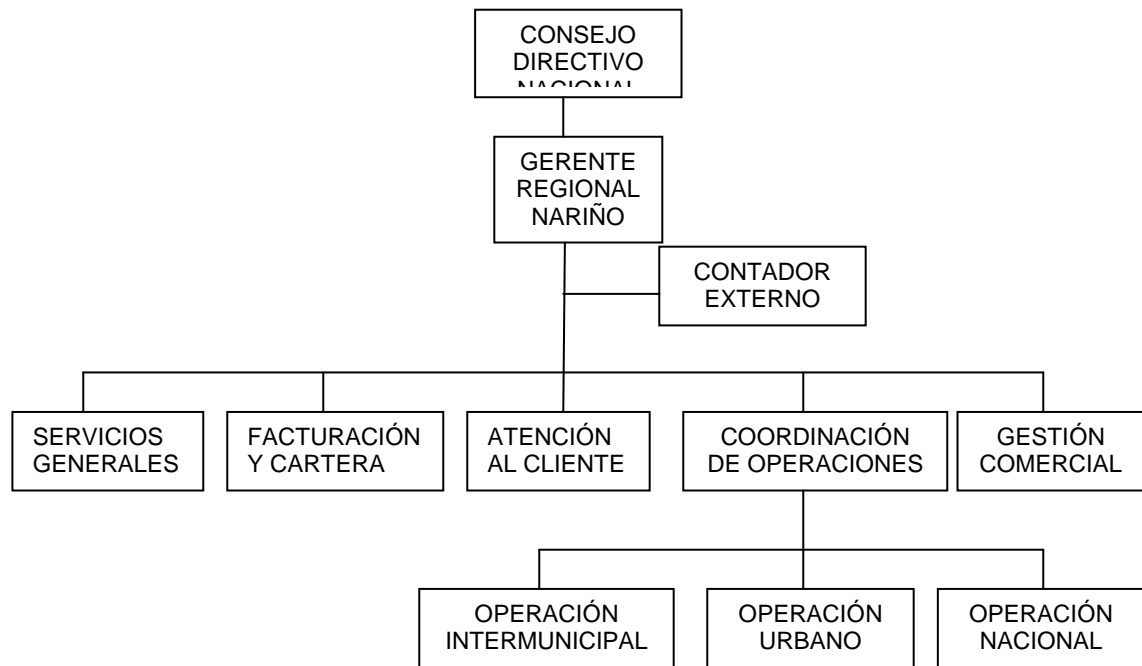 CONSEJO
DIRECTIVO
NACIONAL
GERENTE
REGIONAL
NARIÑO
CONTADOR
EXTERNO
SERVICIOS
GENERALES
FACTURACIÓN
Y CARTERA
ATENCIÓN
AL CLIENTE
COORDINACIÓN
DE OPERACIONES
GESTIÓN
COMERCIAL
OPERACIÓN
INTERMUNICIPAL
OPERACIÓN
URBANO
OPERACIÓN
NACIONAL